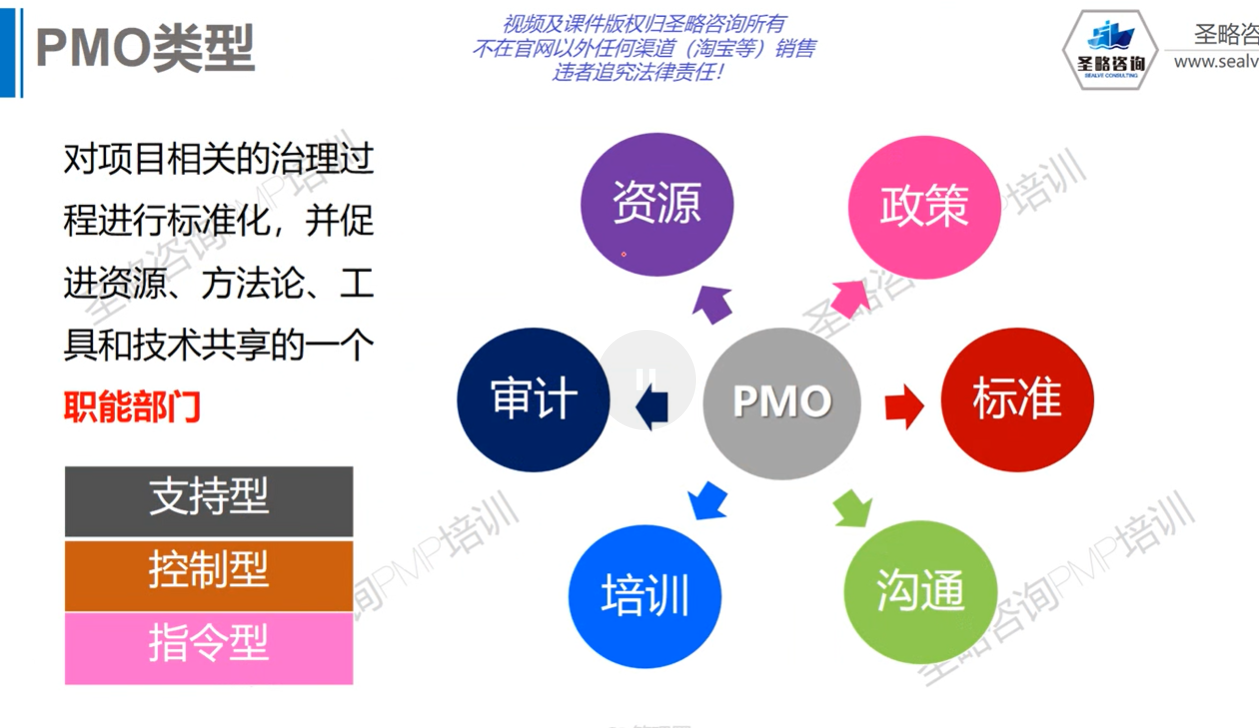 PMO类型
视频及课件版权归圣略咨询所有
不在官网以外任何渠道（淘宝等）销售
违者追究法律责任！
圣略咨询
SEALVE CONSULTING
圣略咨
www.sealv
对项目相关的治理过
程进行标准化，并促
进资源、方法论、工
具和技术共享的一个
职能部门
支持型
控制型
指令型
资源
政策
审计
PMO
标准
培训
沟通
圣略咨询PMP培训
圣略咨
培训
询PMP培训
圣略咨询PMP培训